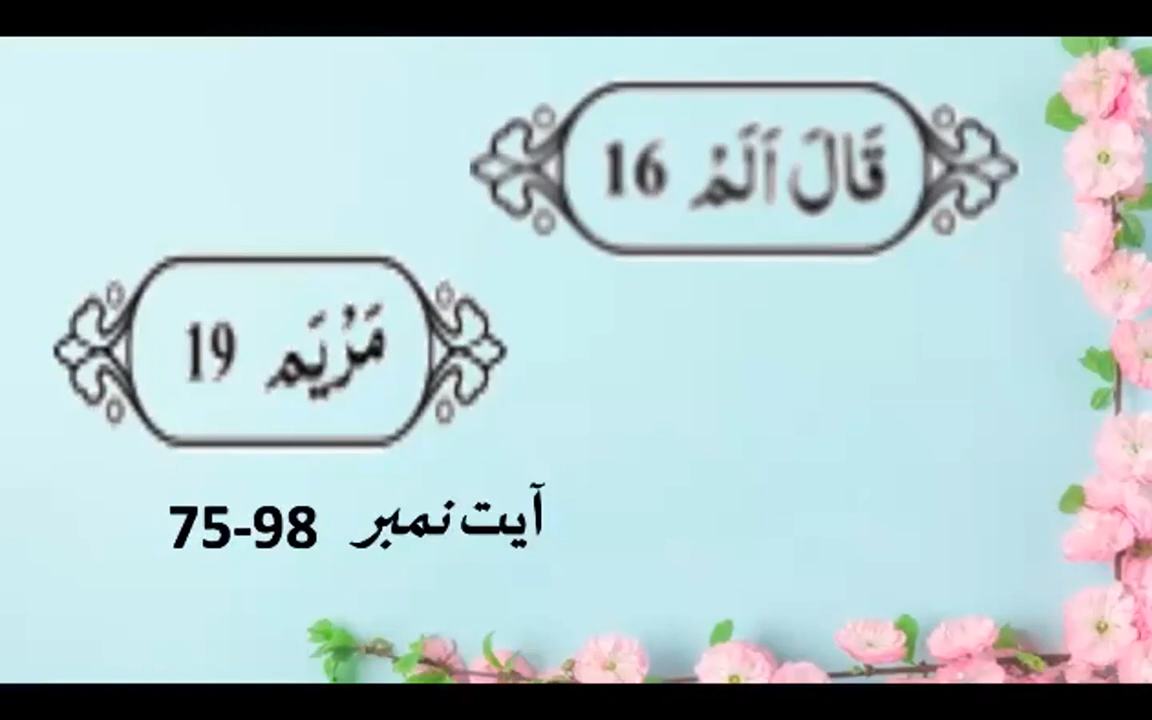 قَالَ اَلَمْ 16
مَرْيَم 19
آیت نمبر 75-98